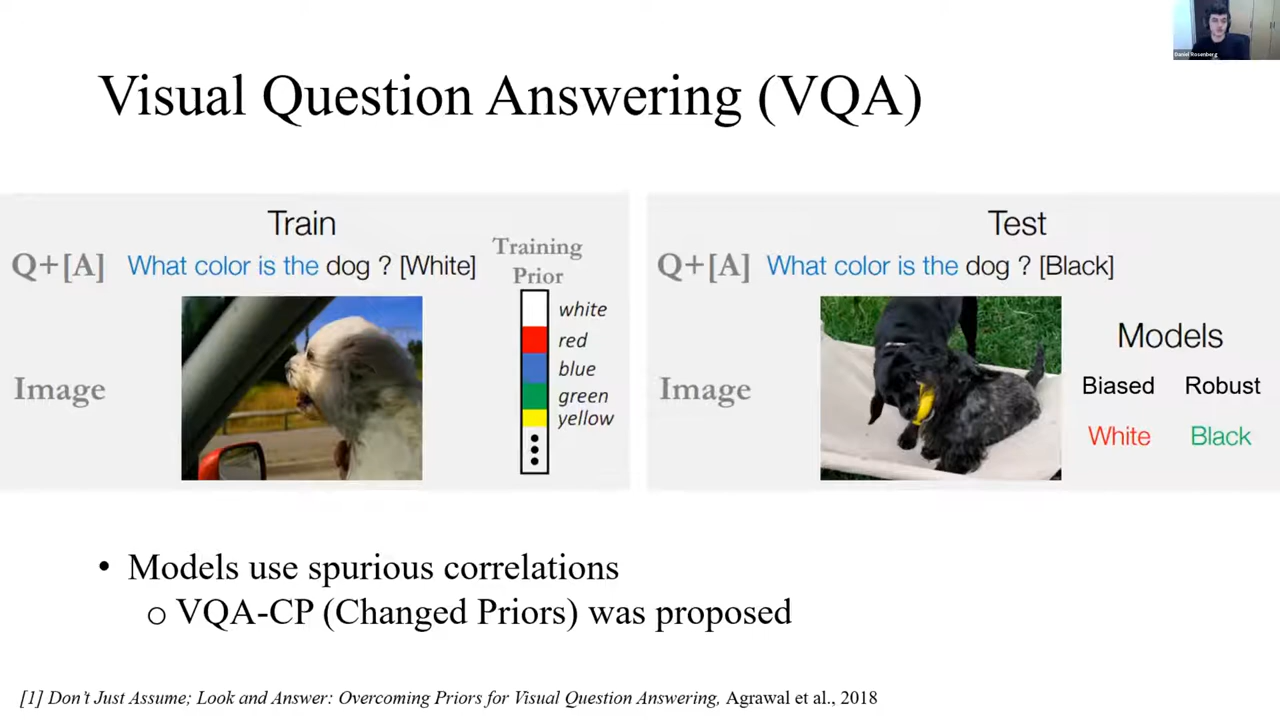 Daniel Rosenberg
Visual Question Answering (VQA)
Train
Q+[A] What color is the dog ? [White]
Training
Prior
white
red
blue
green
yellow
Image
Test
Q+[A] What color is the dog ? [Black]
Image
Models
Biased Robust
White Black
• Models use spurious correlations
o VQA-CP (Changed Priors) was proposed
[1] Don't Just Assume; Look and Answer: Overcoming Priors for Visual Question Answering, Agrawal et al., 2018